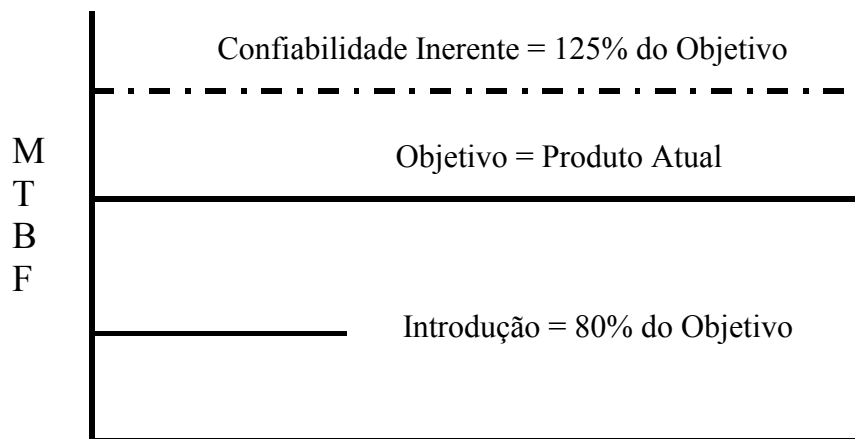 Confiabilidade Inerente = 125% do Objetivo
M
T
B
F
Objetivo = Produto Atual
Introdução = 80% do Objetivo